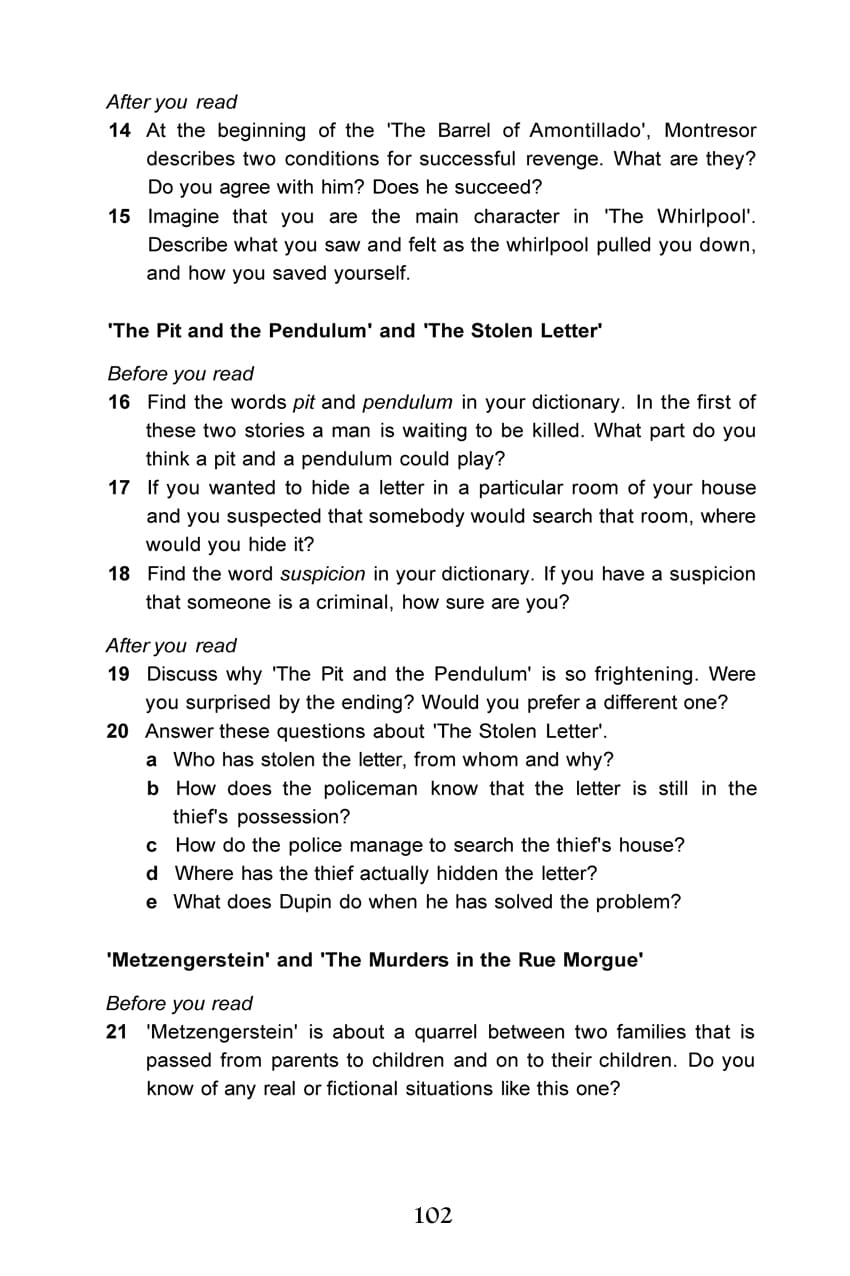 After you read
14 At the beginning of the 'The Barrel of Amontillado', Montresor
describes two conditions for successful revenge. What are they?
Do you agree with him? Does he succeed?
15 Imagine that you are the main character in 'The Whirlpool'.
Describe what you saw and felt as the whirlpool pulled you down,
and how you saved yourself.
'The Pit and the Pendulum' and 'The Stolen Letter'
Before you read
16 Find the words pit and pendulum in your dictionary. In the first of
these two stories a man is waiting to be killed. What part do you
think a pit and a pendulum could play?
17 If you wanted to hide a letter in a particular room of your house
and you suspected that somebody would search that room, where
would you hide it?
18 Find the word suspicion in your dictionary. If you have a suspicion
that someone is a criminal, how sure are you?
After you read
19 Discuss why 'The Pit and the Pendulum' is so frightening. Were
you surprised by the ending? Would you prefer a different one?
20 Answer these questions about 'The Stolen Letter'.
a Who has stolen the letter, from whom and why?
b How does the policeman know that the letter is still in the
thief's possession?
c How do the police manage to search the thief's house?
d Where has the thief actually hidden the letter?
e What does Dupin do when he has solved the problem?
'Metzengerstein' and 'The Murders in the Rue Morgue'
Before you read
21 'Metzengerstein' is about a quarrel between two families that is
passed from parents to children and on to their children. Do you
know of any real or fictional situations like this one?
102